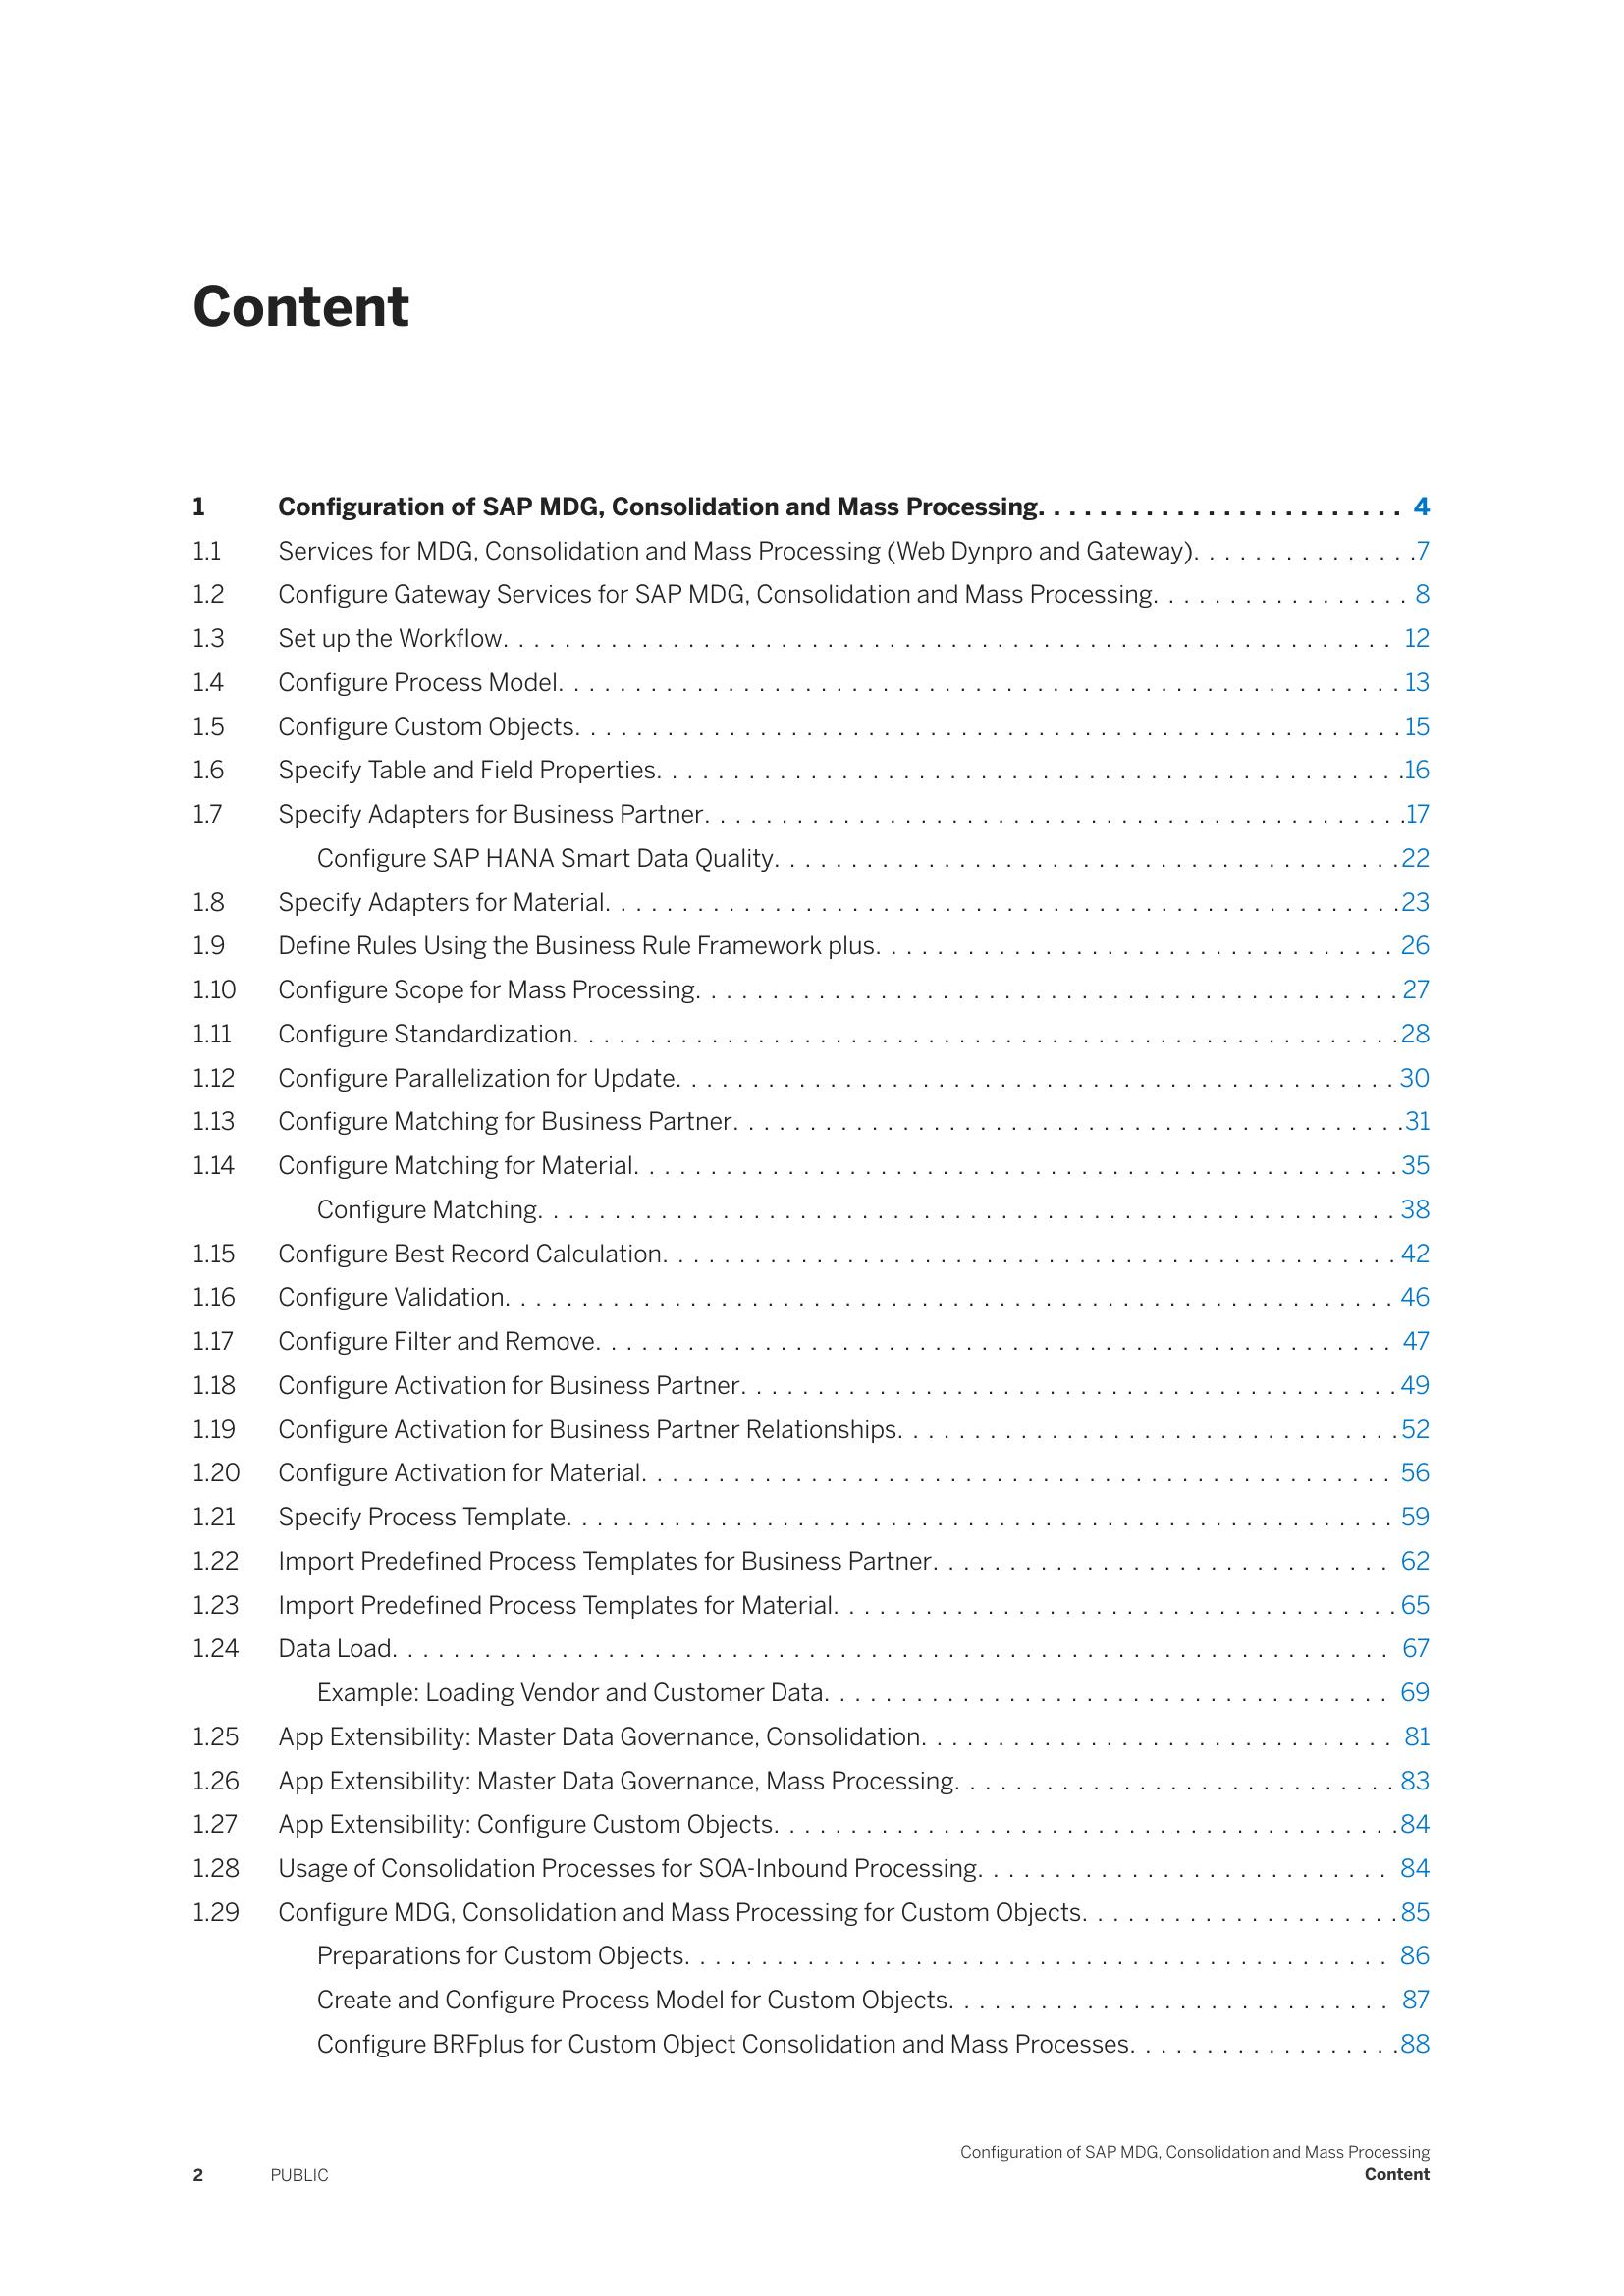 Content
1 Configuration of SAP MDG, Consolidation and Mass Processing. . . . . . . . . . . . . . . . . . . . . . . . 4
1.1 Services for MDG, Consolidation and Mass Processing (Web Dynpro and Gateway). . . . . . . . . . . . . . .7
1.2 Configure Gateway Services for SAP MDG, Consolidation and Mass Processing. . . . . . . . . . . . . . . . . 8
1.3 Set up the Workflow. . . . . . . . . . . . . . . . . . . . . . . . . . . . . . . . . . . . . . . . . . . . . . . . . . . . . . . . . . 12
1.4 Configure Process Model. . . . . . . . . . . . . . . . . . . . . . . . . . . . . . . . . . . . . . . . . . . . . . . . . . . . . . . 13
1.5 Configure Custom Objects. . . . . . . . . . . . . . . . . . . . . . . . . . . . . . . . . . . . . . . . . . . . . . . . . . . . . . 15
1.6 Specify Table and Field Properties. . . . . . . . . . . . . . . . . . . . . . . . . . . . . . . . . . . . . . . . . . . . . . . . .16
1.7 Specify Adapters for Business Partner. . . . . . . . . . . . . . . . . . . . . . . . . . . . . . . . . . . . . . . . . . . . . .17
Configure SAP HANA Smart Data Quality. . . . . . . . . . . . . . . . . . . . . . . . . . . . . . . . . . . . . . . . . 22
1.8 Specify Adapters for Material. . . . . . . . . . . . . . . . . . . . . . . . . . . . . . . . . . . . . . . . . . . . . . . . . . . . 23
1.9 Define Rules Using the Business Rule Framework plus. . . . . . . . . . . . . . . . . . . . . . . . . . . . . . . . . . 26
1.10 Configure Scope for Mass Processing. . . . . . . . . . . . . . . . . . . . . . . . . . . . . . . . . . . . . . . . . . . . . . 27
1.11 Configure Standardization. . . . . . . . . . . . . . . . . . . . . . . . . . . . . . . . . . . . . . . . . . . . . . . . . . . . . . 28
1.12 Configure Parallelization for Update. . . . . . . . . . . . . . . . . . . . . . . . . . . . . . . . . . . . . . . . . . . . . . . 30
1.13 Configure Matching for Business Partner. . . . . . . . . . . . . . . . . . . . . . . . . . . . . . . . . . . . . . . . . . . .31
1.14 Configure Matching for Material. . . . . . . . . . . . . . . . . . . . . . . . . . . . . . . . . . . . . . . . . . . . . . . . . . 35
Configure Matching. . . . . . . . . . . . . . . . . . . . . . . . . . . . . . . . . . . . . . . . . . . . . . . . . . . . . . . . 38
1.15 Configure Best Record Calculation. . . . . . . . . . . . . . . . . . . . . . . . . . . . . . . . . . . . . . . . . . . . . . . . 42
1.16 Configure Validation. . . . . . . . . . . . . . . . . . . . . . . . . . . . . . . . . . . . . . . . . . . . . . . . . . . . . . . . . . 46
1.17 Configure Filter and Remove. . . . . . . . . . . . . . . . . . . . . . . . . . . . . . . . . . . . . . . . . . . . . . . . . . . . 47
1.18 Configure Activation for Business Partner. . . . . . . . . . . . . . . . . . . . . . . . . . . . . . . . . . . . . . . . . . . 49
1.19 Configure Activation for Business Partner Relationships. . . . . . . . . . . . . . . . . . . . . . . . . . . . . . . . . 52
1.20 Configure Activation for Material. . . . . . . . . . . . . . . . . . . . . . . . . . . . . . . . . . . . . . . . . . . . . . . . . 56
1.21 Specify Process Template. . . . . . . . . . . . . . . . . . . . . . . . . . . . . . . . . . . . . . . . . . . . . . . . . . . . . . 59
1.22 Import Predefined Process Templates for Business Partner. . . . . . . . . . . . . . . . . . . . . . . . . . . . . . 62
1.23 Import Predefined Process Templates for Material. . . . . . . . . . . . . . . . . . . . . . . . . . . . . . . . . . . . . 65
1.24 Data Load. . . . . . . . . . . . . . . . . . . . . . . . . . . . . . . . . . . . . . . . . . . . . . . . . . . . . . . . . . . . . . . . . 67
Example: Loading Vendor and Customer Data. . . . . . . . . . . . . . . . . . . . . . . . . . . . . . . . . . . . . 69
1.25 App Extensibility: Master Data Governance, Consolidation. . . . . . . . . . . . . . . . . . . . . . . . . . . . . . . 81
1.26 App Extensibility: Master Data Governance, Mass Processing. . . . . . . . . . . . . . . . . . . . . . . . . . . . . 83
1.27 App Extensibility: Configure Custom Objects. . . . . . . . . . . . . . . . . . . . . . . . . . . . . . . . . . . . . . . . . 84
1.28 Usage of Consolidation Processes for SOA-Inbound Processing. . . . . . . . . . . . . . . . . . . . . . . . . . . 84
1.29 Configure MDG, Consolidation and Mass Processing for Custom Objects. . . . . . . . . . . . . . . . . . . . . 85
Preparations for Custom Objects. . . . . . . . . . . . . . . . . . . . . . . . . . . . . . . . . . . . . . . . . . . . . . 86
Create and Configure Process Model for Custom Objects. . . . . . . . . . . . . . . . . . . . . . . . . . . . . 87
Configure BRFplus for Custom Object Consolidation and Mass Processes. . . . . . . . . . . . . . . . . . 88
Configuration of SAP MDG, Consolidation and Mass Processing
2 PUBLIC Content